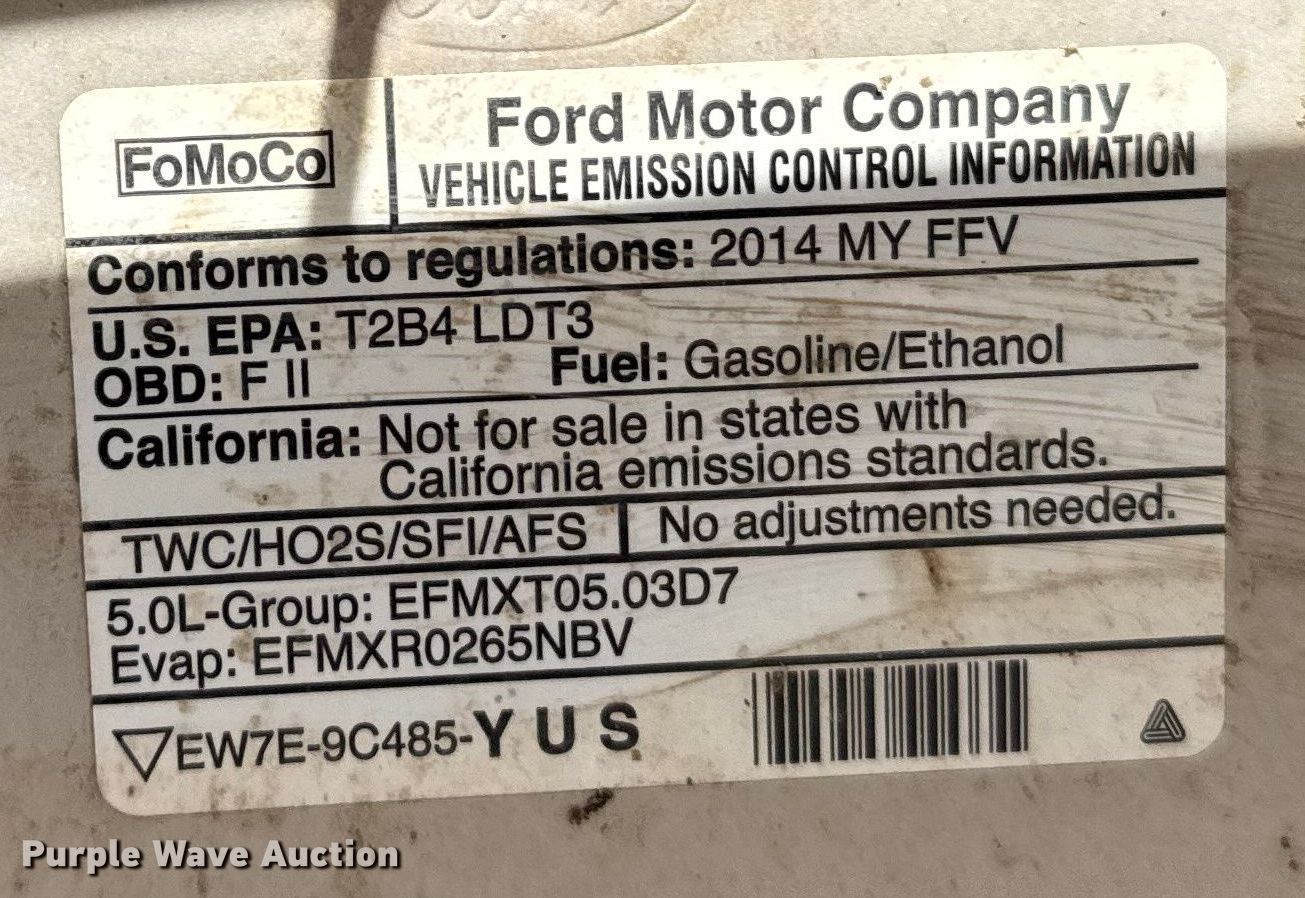 FoMoCo
Ford Motor Company
VEHICLE EMISSION CONTROL INFORMATION
Conforms to regulations: 2014 MY FFV
U.S. EPA: T2B4 LDT3
OBD: F II Fuel: Gasoline/Ethanol
California: Not for sale in states with
California emissions standards.
TWC/HO2S/SFI/AFS No adjustments needed.
5.0L-Group: EFMXT05.03D7
Evap: EFMXR0265NBV
EW7E-9C485-Y U S
Purple Wave Auction